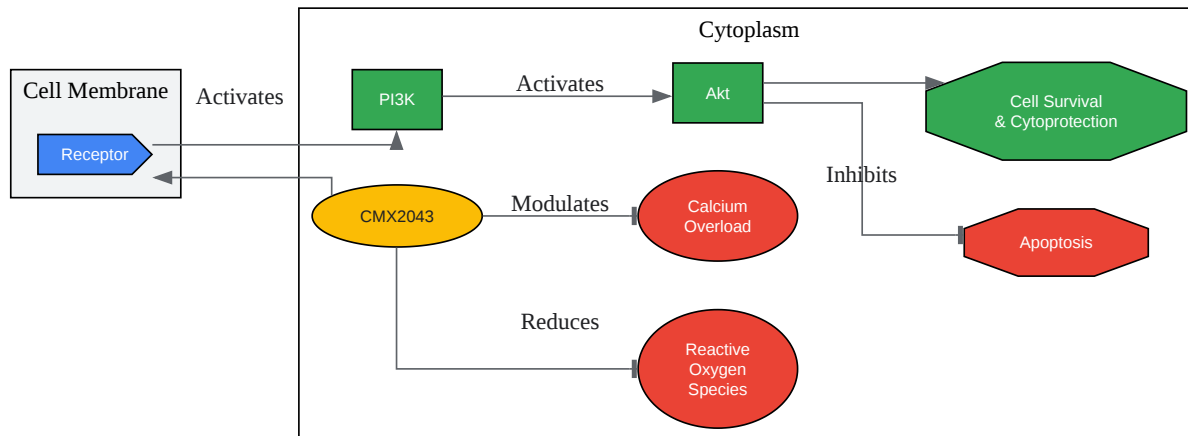 Cytoplasm
Cell Membrane
Activates
Receptor
PI3K
Activates
Akt
Cell Survival
& Cytoprotection
Inhibits
CMX2043
Modulates
Calcium
Overload
Apoptosis
Reduces
Reactive
Oxygen
Species